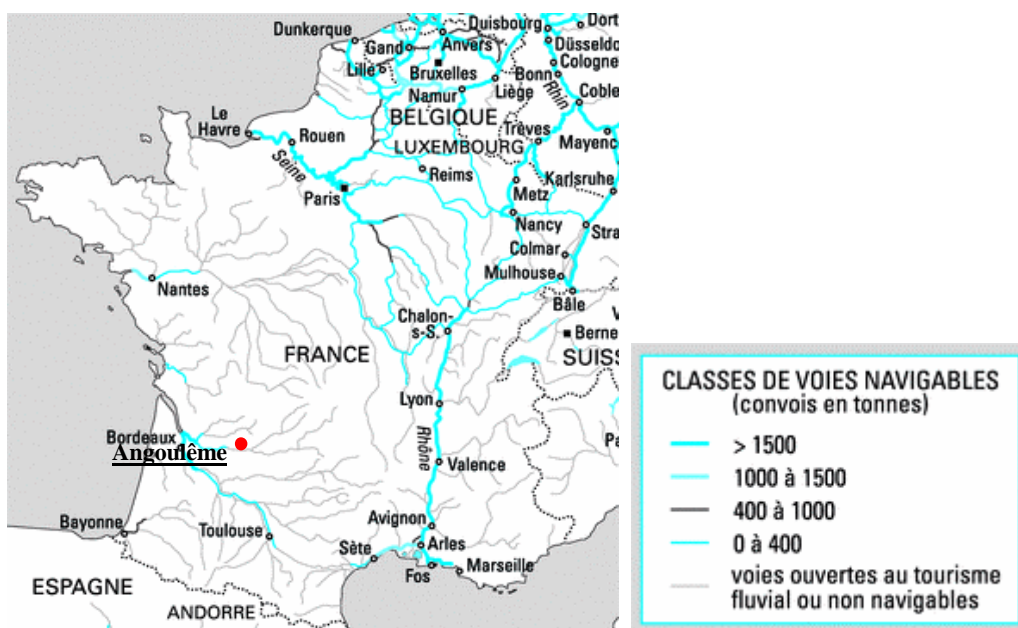 Dunkerque
Duisbourg
Dort
Gand
Anvers
Düsseldo
Lille
Bruxelles
Cologne
Bonn
Namur
Liège
Rhin
Coble
Le
Havre
BELGIQUE
Rouen
Trèves
LUXEMBOURG
Mayenc
Seine
Reims
Karlsruhe
Paris
Metz
Nancy
Stra
Colmar
Mulhouse
Nantes
Bâle
Chalon-
s-S.
Berne
FRANCE
SUISS
Lyon
Bordeaux
Angoulême
Rhône
Valence
Pa
Bayonne
Avignon
Toulouse
Sète
Arles
Fos
Marseille
ESPAGNE
ANDORRE
CLASSES DE VOIES NAVIGABLES
(convois en tonnes)
> 1500
1000 à 1500
400 à 1000
0 à 400
voies ouvertes au tourisme
fluvial ou non navigables